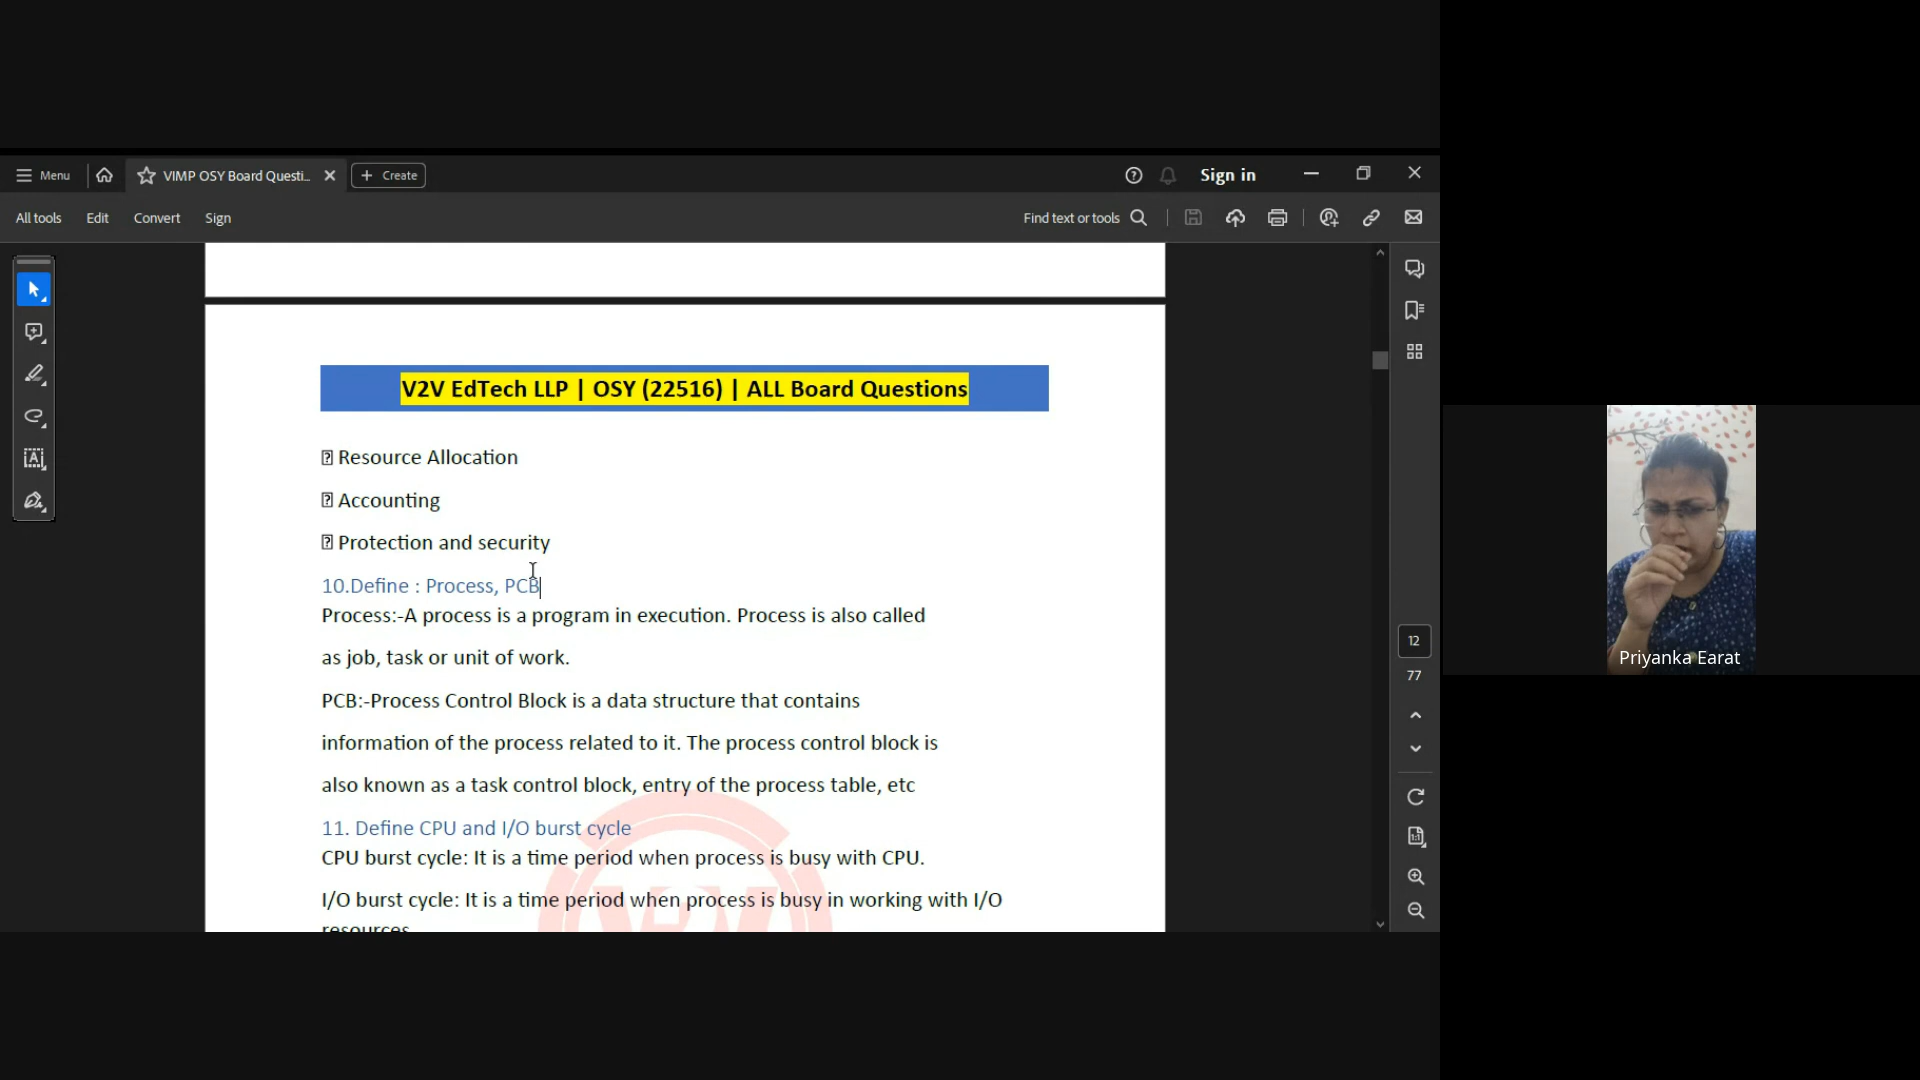 Menu
VIMP OSY Board Questi...
Create
Sign in
All tools
Edit
Convert
Sign
Find text or tools
V2V EdTech LLP | OSY (22516) | ALL Board Questions
Resource Allocation
Accounting
Protection and security
10.Define : Process, PCB
Process:-A process is a program in execution. Process is also called
as job, task or unit of work.
PCB:-Process Control Block is a data structure that contains
information of the process related to it. The process control block is
also known as a task control block, entry of the process table, etc
11. Define CPU and I/O burst cycle
CPU burst cycle: It is a time period when process is busy with CPU.
I/O burst cycle: It is a time period when process is busy in working with I/O
resources
12
77
Priyanka Earat